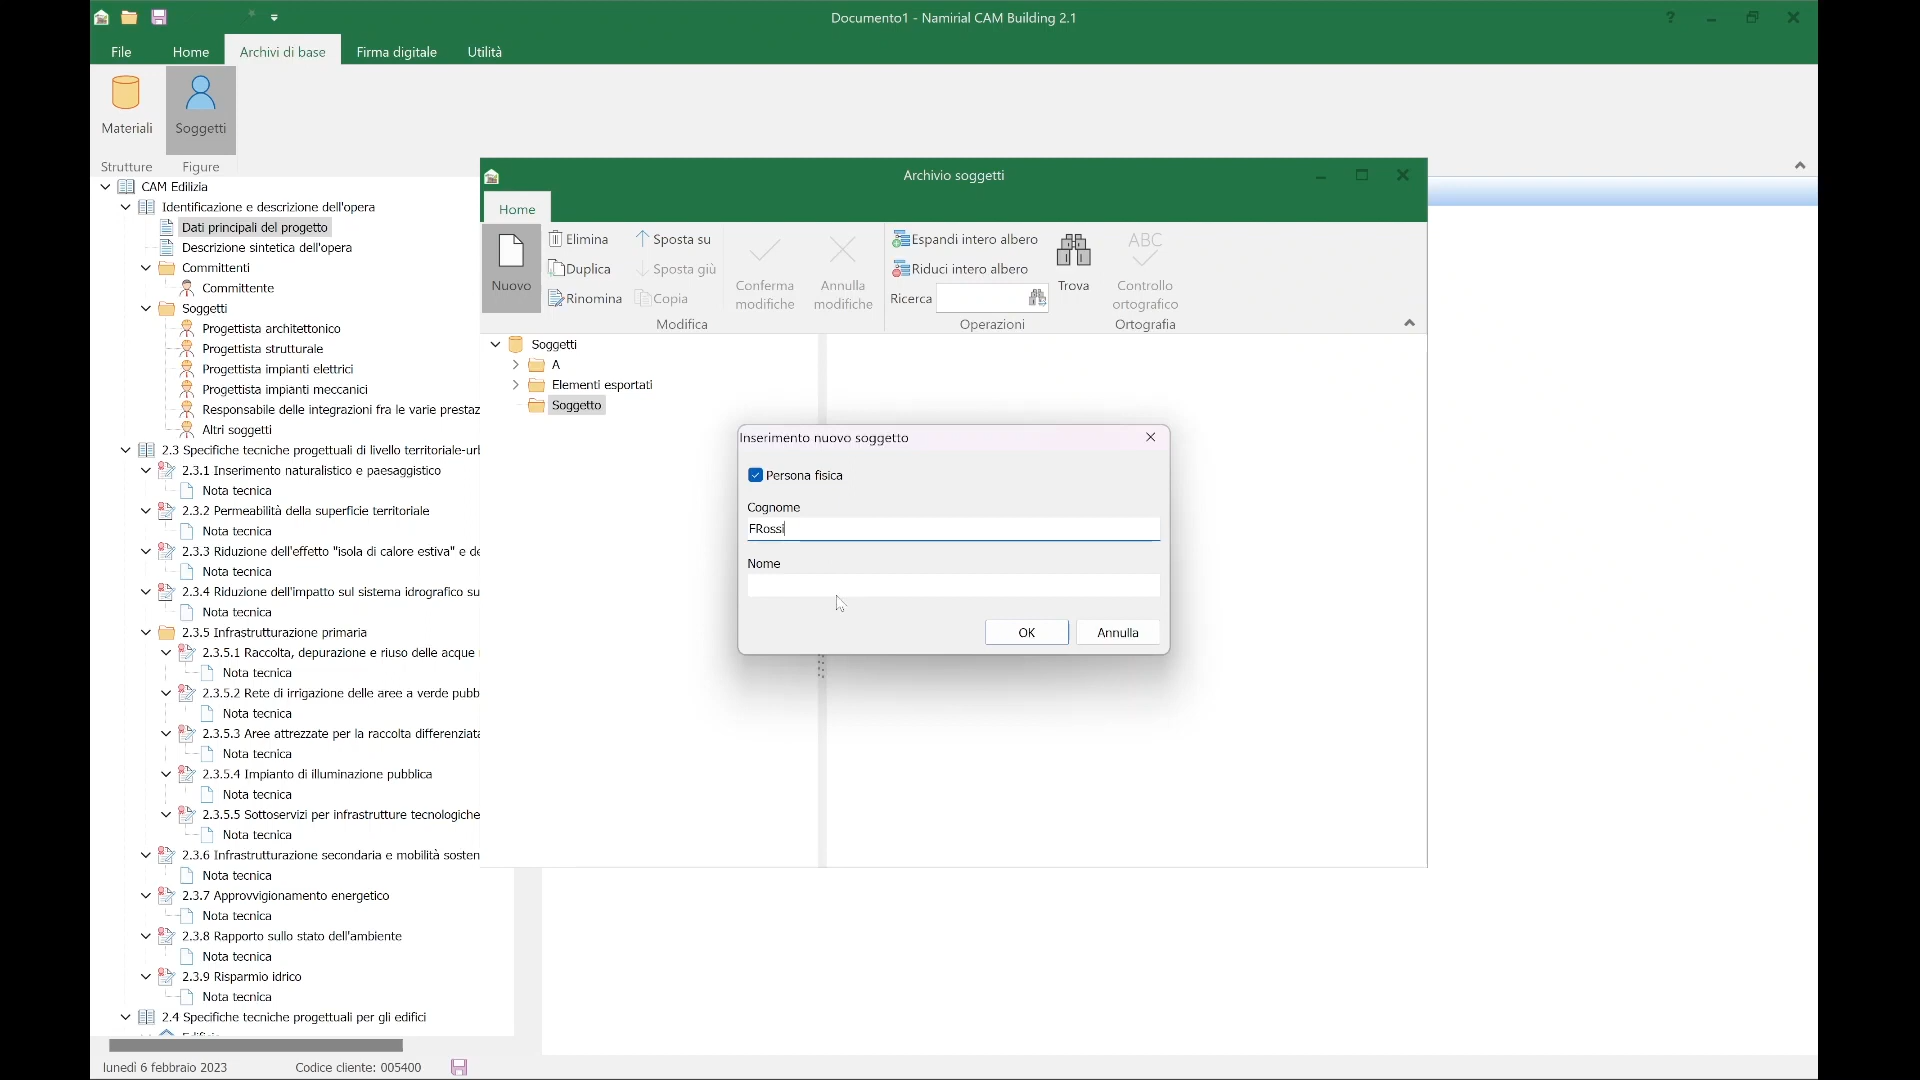 Documento1 - Namirial CAM Building 2.1
File Home Archivi di base Firma digitale Utilità
Materiali Soggetti
Strutture Figure
CAM Edilizia
Identificazione e descrizione dell'opera
Dati principali del progetto
Descrizione sintetica dell'opera
Committenti
Committente
Soggetti
Progettista architettonico
Progettista strutturale
Progettista impianti elettrici
Progettista impianti meccanici
Responsabile delle integrazioni fra le varie prestaz
Altri soggetti
2.3 Specifiche tecniche progettuali di livello territoriale-url
2.3.1 Inserimento naturalistico e paesaggistico
Nota tecnica
2.3.2 Permeabilità della superficie territoriale
Nota tecnica
2.3.3 Riduzione dell'effetto "isola di calore estiva" e de
Nota tecnica
2.3.4 Riduzione dell'impatto sul sistema idrografico su
Nota tecnica
2.3.5 Infrastrutturazione primaria
2.3.5.1 Raccolta, depurazione e riuso delle acque
Nota tecnica
2.3.5.2 Rete di irrigazione delle aree a verde pubb
Nota tecnica
2.3.5.3 Aree attrezzate per la raccolta differenziata
Nota tecnica
2.3.5.4 Impianto di illuminazione pubblica
Nota tecnica
2.3.5.5 Sottoservizi per infrastrutture tecnologiche
Nota tecnica
2.3.6 Infrastrutturazione secondaria e mobilità sosten
Nota tecnica
2.3.7 Approvvigionamento energetico
Nota tecnica
2.3.8 Rapporto sullo stato dell'ambiente
Nota tecnica
2.3.9 Risparmio idrico
Nota tecnica
2.4 Specifiche tecniche progettuali per gli edifici
lunedì 6 febbraio 2023 Codice cliente: 005400
Archivio soggetti
Home
Nuovo
Elimina Sposta su
Duplica Sposta giù
Rinomina Copia
Conferma modifiche
Annulla modifiche
Modifica
Espandi intero albero
Riduci intero albero
Ricerca
Trova
Operazioni
ABC
Controllo ortografico
Ortografia
Soggetti
A
Elementi esportati
Soggetto
Inserimento nuovo soggetto
Persona fisica
Cognome
FRossi
Nome
OK Annulla